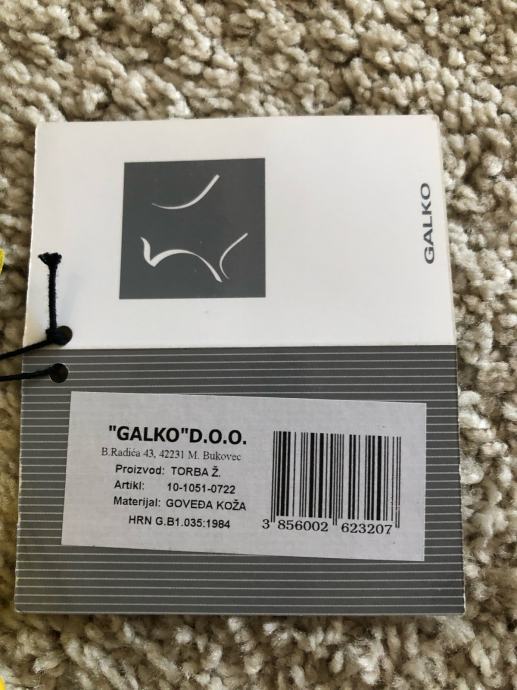 GALKO
"GALKO"D.O.O.
B.Radića 43, 42231 M. Bukovec
Proizvod: TORBA Ž.
Artikl: 10-1051-0722
Materijal: GOVEĐA KOŽA
HRN G.B1.035:1984
3 856002 623207